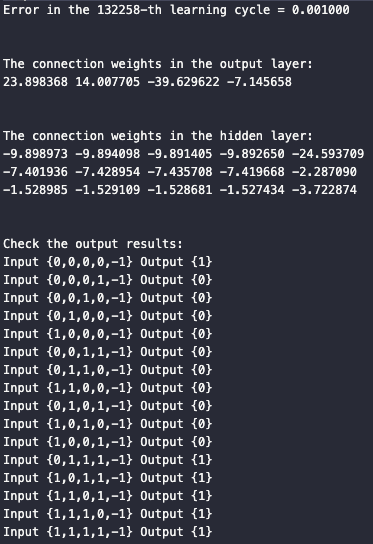 Error in the 132258-th learning cycle = 0.001000
The connection weights in the output layer:
23.898368 14.007705 -39.629622 -7.145658
The connection weights in the hidden layer:
-9.898973 -9.894098 -9.891405 -9.892650 -24.593709
-7.401936 -7.428954 -7.435708 -7.419668 -2.287090
-1.528985 -1.529109 -1.528681 -1.527434 -3.722874
Check the output results:
Input {0,0,0,0,-1} Output {1}
Input {0,0,0,1,-1} Output {0}
Input {0,0,1,0,-1} Output {0}
Input {0,1,0,0,-1} Output {0}
Input {1,0,0,0,-1} Output {0}
Input {0,0,1,1,-1} Output {0}
Input {0,1,1,0,-1} Output {0}
Input {1,1,0,0,-1} Output {0}
Input {0,1,0,1,-1} Output {0}
Input {1,0,1,0,-1} Output {0}
Input {1,0,0,1,-1} Output {0}
Input {0,1,1,1,-1} Output {1}
Input {1,0,1,1,-1} Output {1}
Input {1,1,0,1,-1} Output {1}
Input {1,1,1,0,-1} Output {1}
Input {1,1,1,1,-1} Output {1}